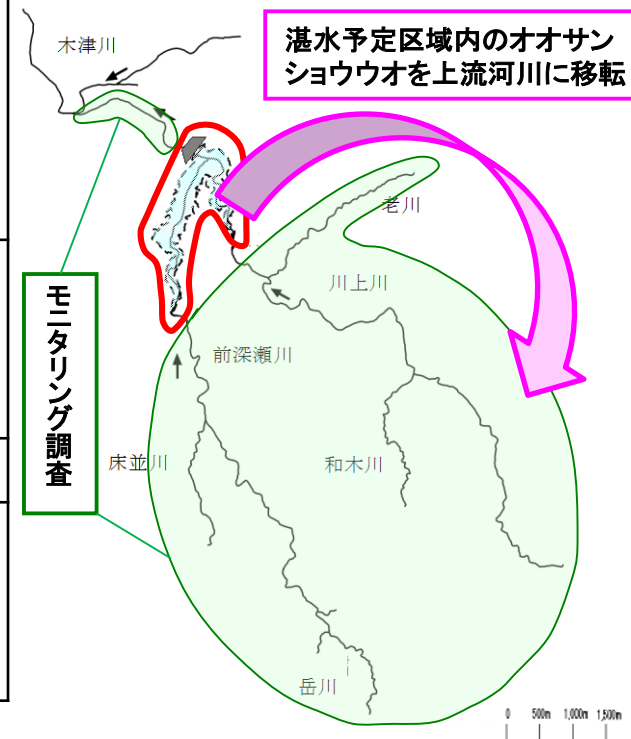 木津川
湛水予定区域内のオオサン
ショウウオを上流河川に移転
老川
川上川
モニタリング調査
前深瀬川
床並川
和木川
岳川
0 500m 1,000m 1,500m